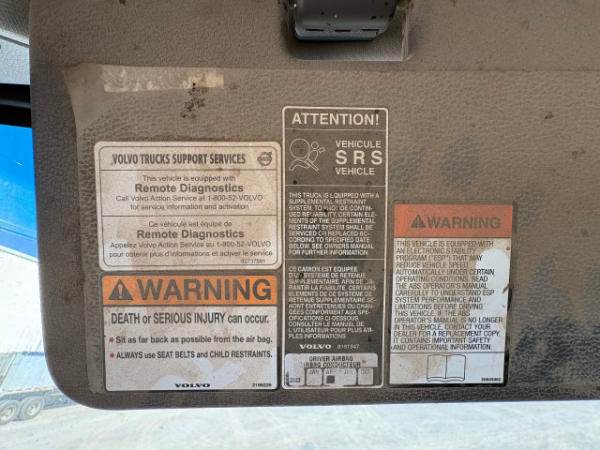 VOLVO TRUCKS SUPPORT SERVICES
This vehicle is equipped with
Remote Diagnostics
Call Volvo Action Service at 1-800-52-VOLVO
for service information and activation
Ce véhicule est équipé de
Remote Diagnostics
Appelez Volvo Action Service au 1-800-52-VOLVO
pour obtenir plus d'informations et activer le service
WARNING
DEATH or SERIOUS INJURY can occur.
• Sit as far back as possible from the air bag.
• ALWAYS use SEAT BELTS and CHILD RESTRAINTS.
VOLVO
ATTENTION!
VEHICULE
SRS
VEHICLE
THIS TRUCK IS EQUIPPED WITH A
SUPPLEMENTAL RESTRAINT
SYSTEM. TO CONTIN-
UED RELIABILITY, CERTAIN ELE-
MENTS OF THE SUPPLEMENTAL
RESTRAINT SYSTEM SHALL BE
SERVICED OR REPLACED AC-
CORDING TO SPECIFIED DATE
BELOW. SEE OWNERS MANUAL
FOR FURTHER INFORMATION.
CE CAMION EST EQUIPEE
SYSTEME DE RETENUE
SUPPLEMENTAIRE. AFIN DE
LA FIABILITE, CERTAINS
ELEMENTS DE CE SYSTEME DE
RETENUE SUPPLEMENTAIRE SE-
RONT ENTRETENUS OU CHAN-
GEES CONFORMENT AUX SPE-
CIFICATIONS CI-DESSOUS.
CONSULTER LE MANUEL DE
L'UTILISATEUR POUR PLUS AM-
PLES INFORMATIONS
VOLVO
DRIVER AIRBAG
AIRBAG CONDUCTEUR
WARNING
THIS VEHICLE IS EQUIPPED WITH
AN ELECTRONIC STABILITY
PROGRAM ("ESP") THAT MAY
REDUCE VEHICLE SPEED
AUTOMATICALLY UNDER CERTAIN
OPERATING CONDITIONS. READ
THE ABS OPERATOR'S MANUAL
CAREFULLY TO UNDERSTAND ESP
SYSTEM PERFORMANCE AND
LIMITATIONS BEFORE DRIVING
THIS VEHICLE. IF THE ABS
OPERATOR'S MANUAL IS NO LONGER
IN THIS VEHICLE, CONTACT YOUR
DEALER FOR A REPLACEMENT COPY.
IT CONTAINS IMPORTANT SAFETY
AND OPERATIONAL INFORMATION.